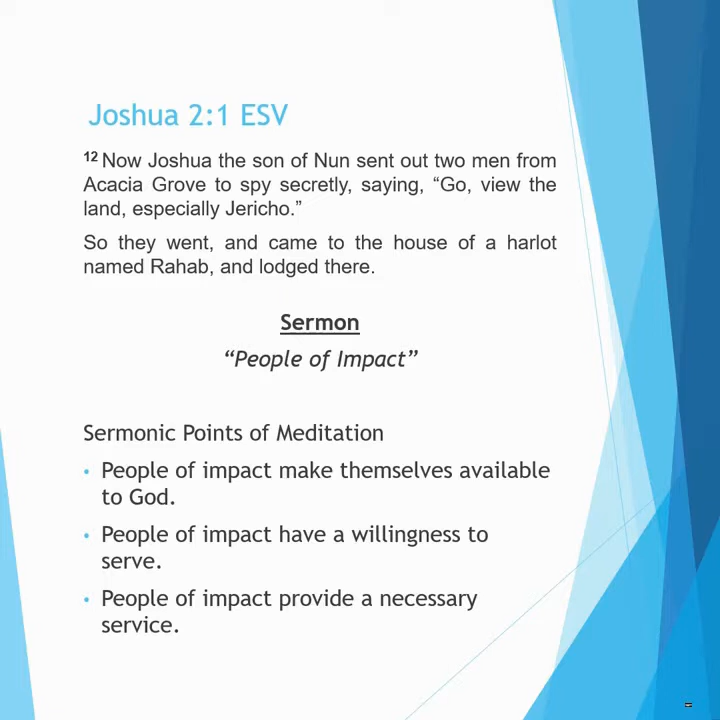 Joshua 2:1 ESV
12 Now Joshua the son of Nun sent out two men from
Acacia Grove to spy secretly, saying, “Go, view the
land, especially Jericho.”
So they went, and came to the house of a harlot
named Rahab, and lodged there.
Sermon
“People of Impact”
Sermonic Points of Meditation
• People of impact make themselves available
to God.
• People of impact have a willingness to
serve.
• People of impact provide a necessary
service.